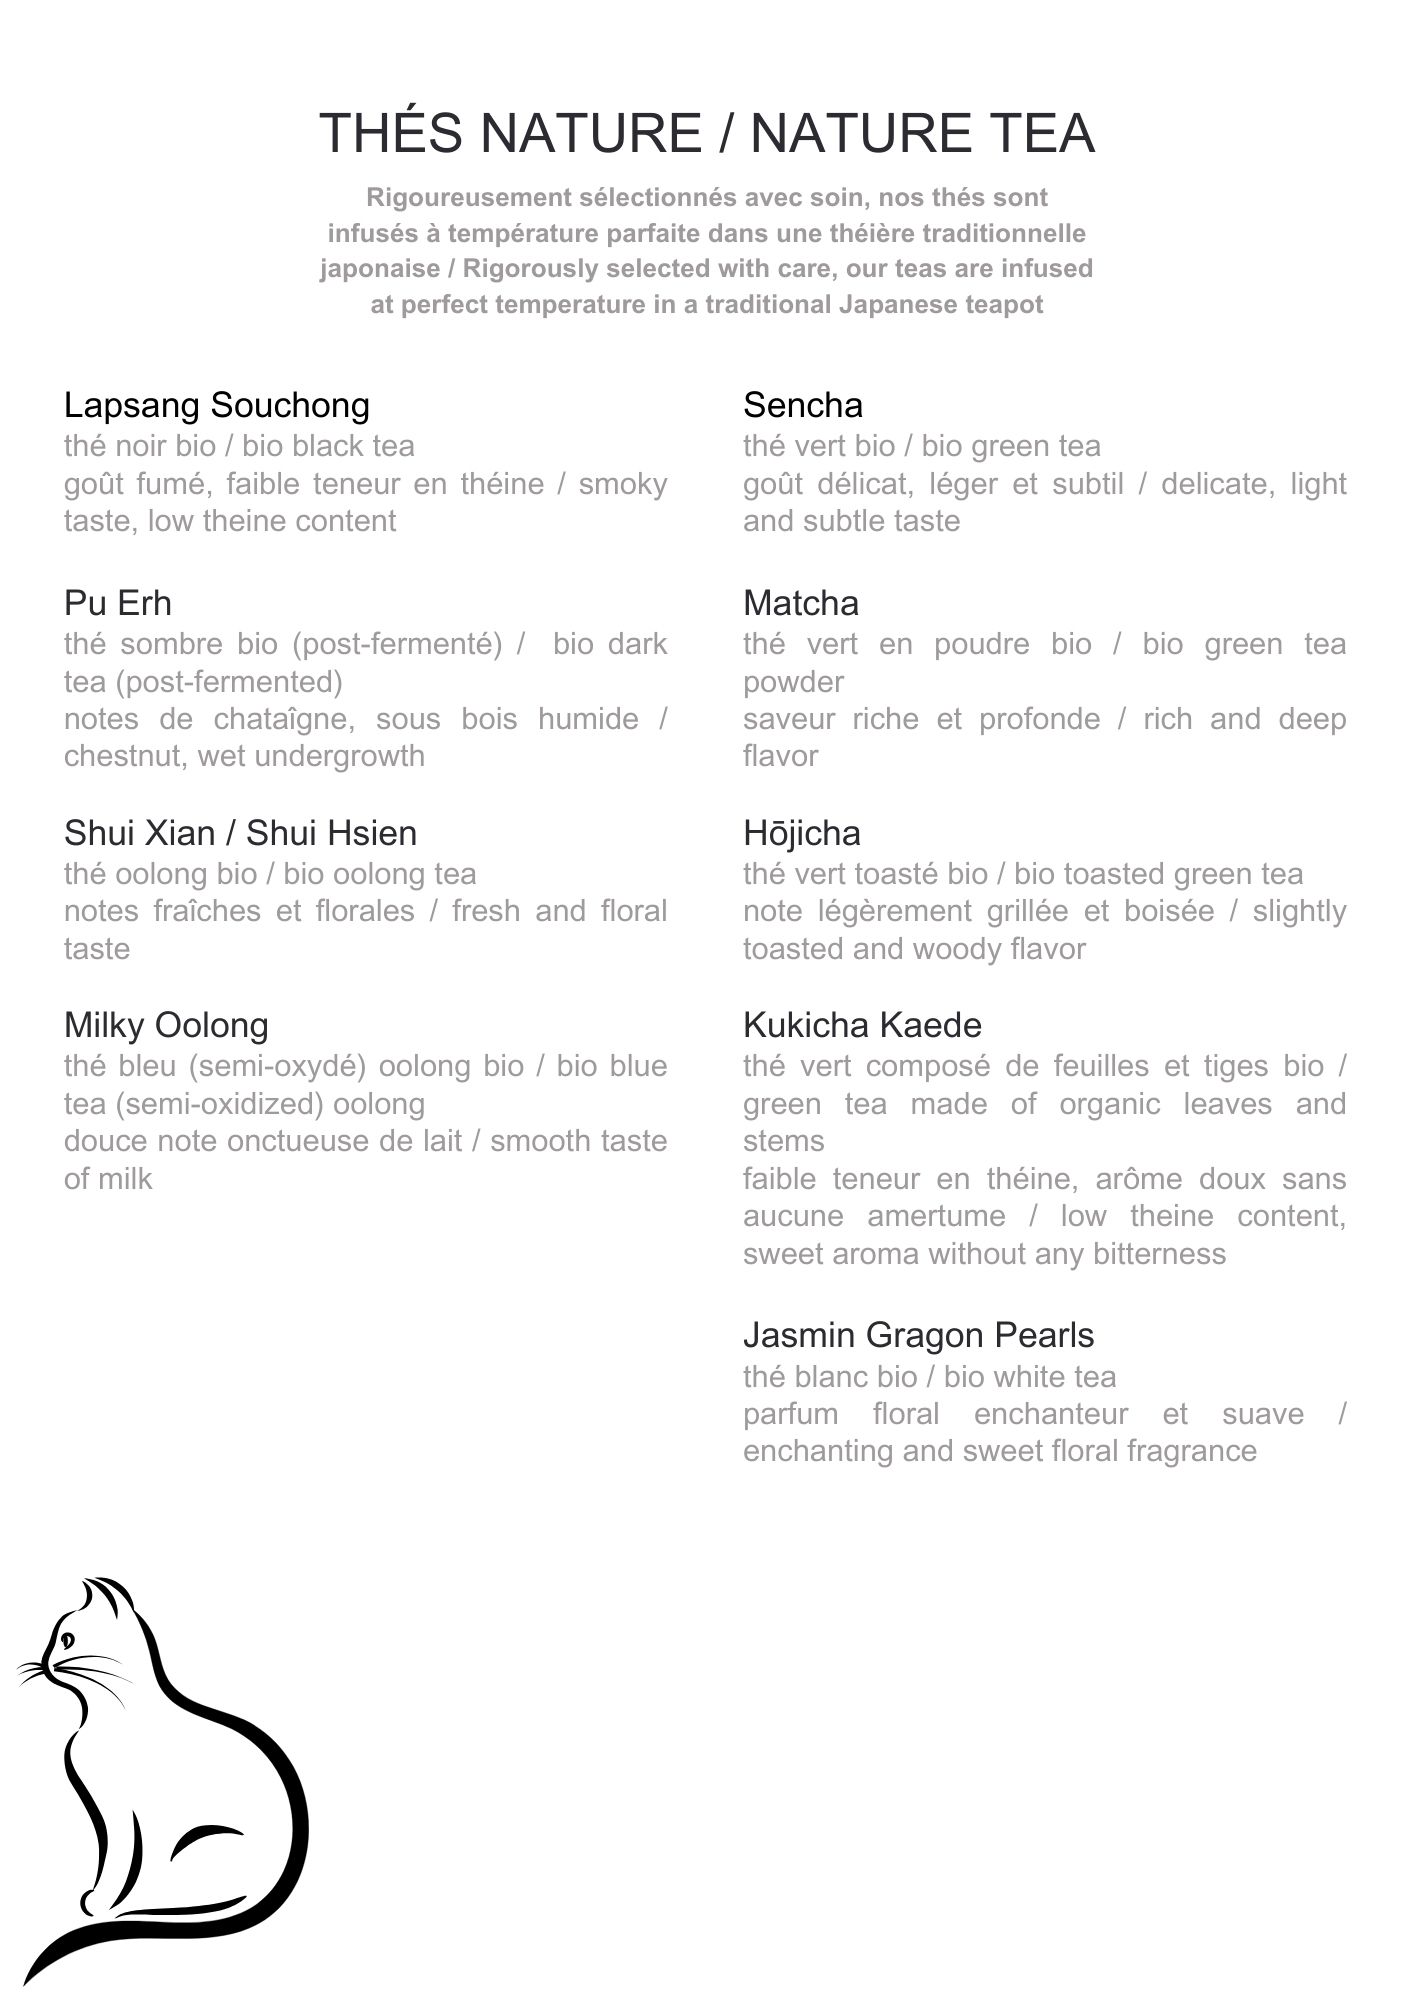 THÉS NATURE / NATURE TEA
Rigoureusement sélectionnés avec soin, nos thés sont
infusés à température parfaite dans une théière traditionnelle
japonaise / Rigorously selected with care, our teas are infused
at perfect temperature in a traditional Japanese teapot
Lapsang Souchong
thé noir bio / bio black tea
goût fumé, faible teneur en théine / smoky
taste, low theine content
Pu Erh
thé sombre bio (post-fermenté) / bio dark
tea (post-fermented)
notes de chataîgne, sous bois humide /
chestnut, wet undergrowth
Shui Xian / Shui Hsien
thé oolong bio / bio oolong tea
notes fraîches et florales / fresh and floral
taste
Milky Oolong
thé bleu (semi-oxydé) oolong bio / bio blue
tea (semi-oxidized) oolong
douce note onctueuse de lait / smooth taste
of milk
Sencha
thé vert bio / bio green tea
goût délicat, léger et subtil / delicate, light
and subtle taste
Matcha
thé vert en poudre bio / bio green tea
powder
saveur riche et profonde / rich and deep
flavor
Hōjicha
thé vert toasté bio / bio toasted green tea
note légèrement grillée et boisée / slightly
toasted and woody flavor
Kukicha Kaede
thé vert composé de feuilles et tiges bio /
green tea made of organic leaves and
stems
faible teneur en théine, arôme doux sans
aucune amertume / low theine content,
sweet aroma without any bitterness
Jasmin Gragon Pearls
thé blanc bio / bio white tea
parfum floral enchanteur et suave /
enchanting and sweet floral fragrance